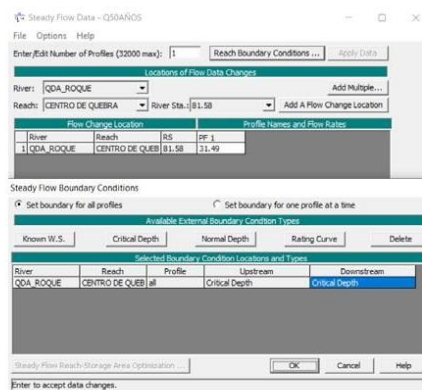 Steady Flow Data - Q50AÑOS
File Options Help
Enter/Edit Number of Profiles (32000 max): 1 Reach Boundary Conditions ... Apply Data
Locations of Flow Data Changes
River: QDA_ROQUE Add Multiple...
Reach: CENTRO DE QUEBRA River Sta.: 81.58 Add A Flow Change Location
Flow Change Location Profile Names and Flow Rates
River Reach RS PF 1
1 QDA_ROQUE CENTRO DE QUEB 81.58 31.49
Steady Flow Boundary Conditions
Set boundary for all profiles Set boundary for one profile at a time
Available External Boundary Condition Types
Known W.S. Critical Depth Normal Depth Rating Curve Delete
Selected Boundary Condition Locations and Types
River Reach Profile Upstream Downstream
QDA_ROQUE CENTRO DE QUEB all Critical Depth Critical Depth
Steady Flow Reach-Storage Area Optimization ... OK Cancel Help
Enter to accept data changes.